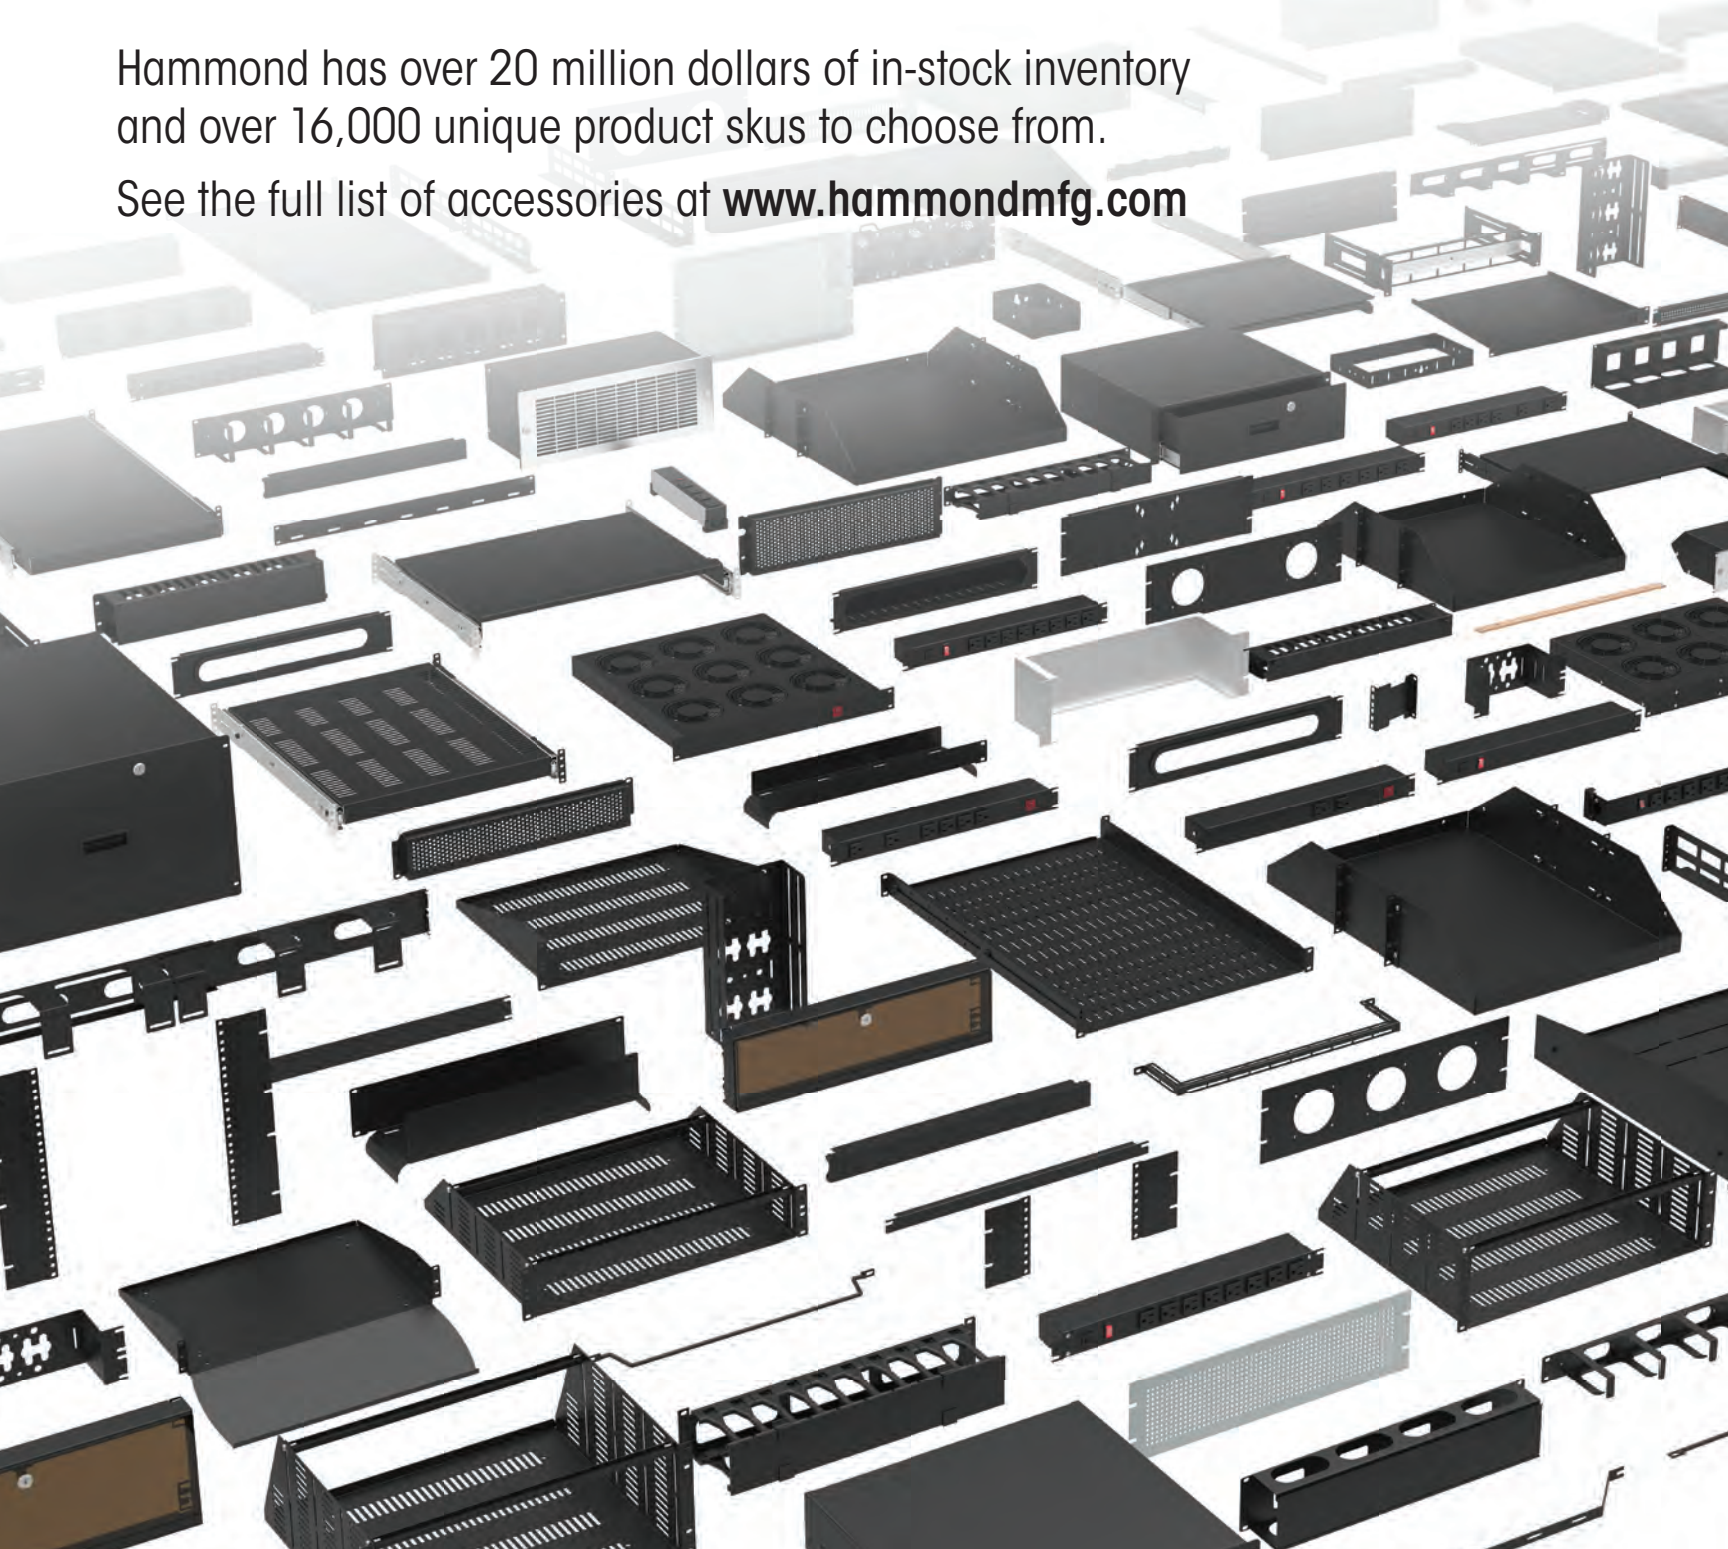 Hammond has over 20 million dollars of in-stock inventory
and over 16,000 unique product skus to choose from.
See the full list of accessories at www.hammondmfg.com